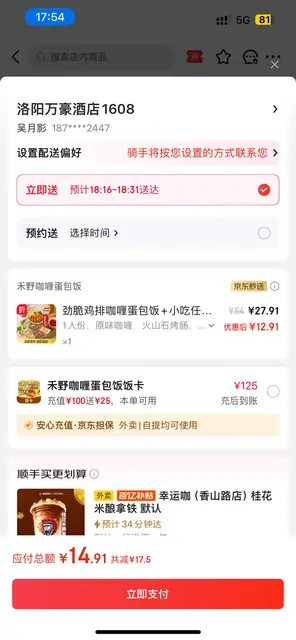 17:54
5G 82
搜索店内商品
洛阳万豪酒店1608
吴月影 187****2447
设置配送偏好 骑手将按您设置的方式联系您
立即送 预计18:16-18:31送达
预约送 选择时间
禾野咖喱蛋包饭 京东秒送
劲脆鸡排咖喱蛋包饭+小吃任... ¥54 ¥27.91
1人份，原味咖喱，火山石烤肠，... 优惠后¥12.91
×1
禾野咖喱蛋包饭饭卡 ¥125
充值¥100送¥25，本单可用 充后到账
安心充值·京东担保 外卖|自提均可使用
顺手买更划算
外卖 百亿补贴 幸运咖（香山路店）桂花
米酿拿铁 默认
预计34分钟达
应付总额 ¥14.91 共减¥17.5
立即支付